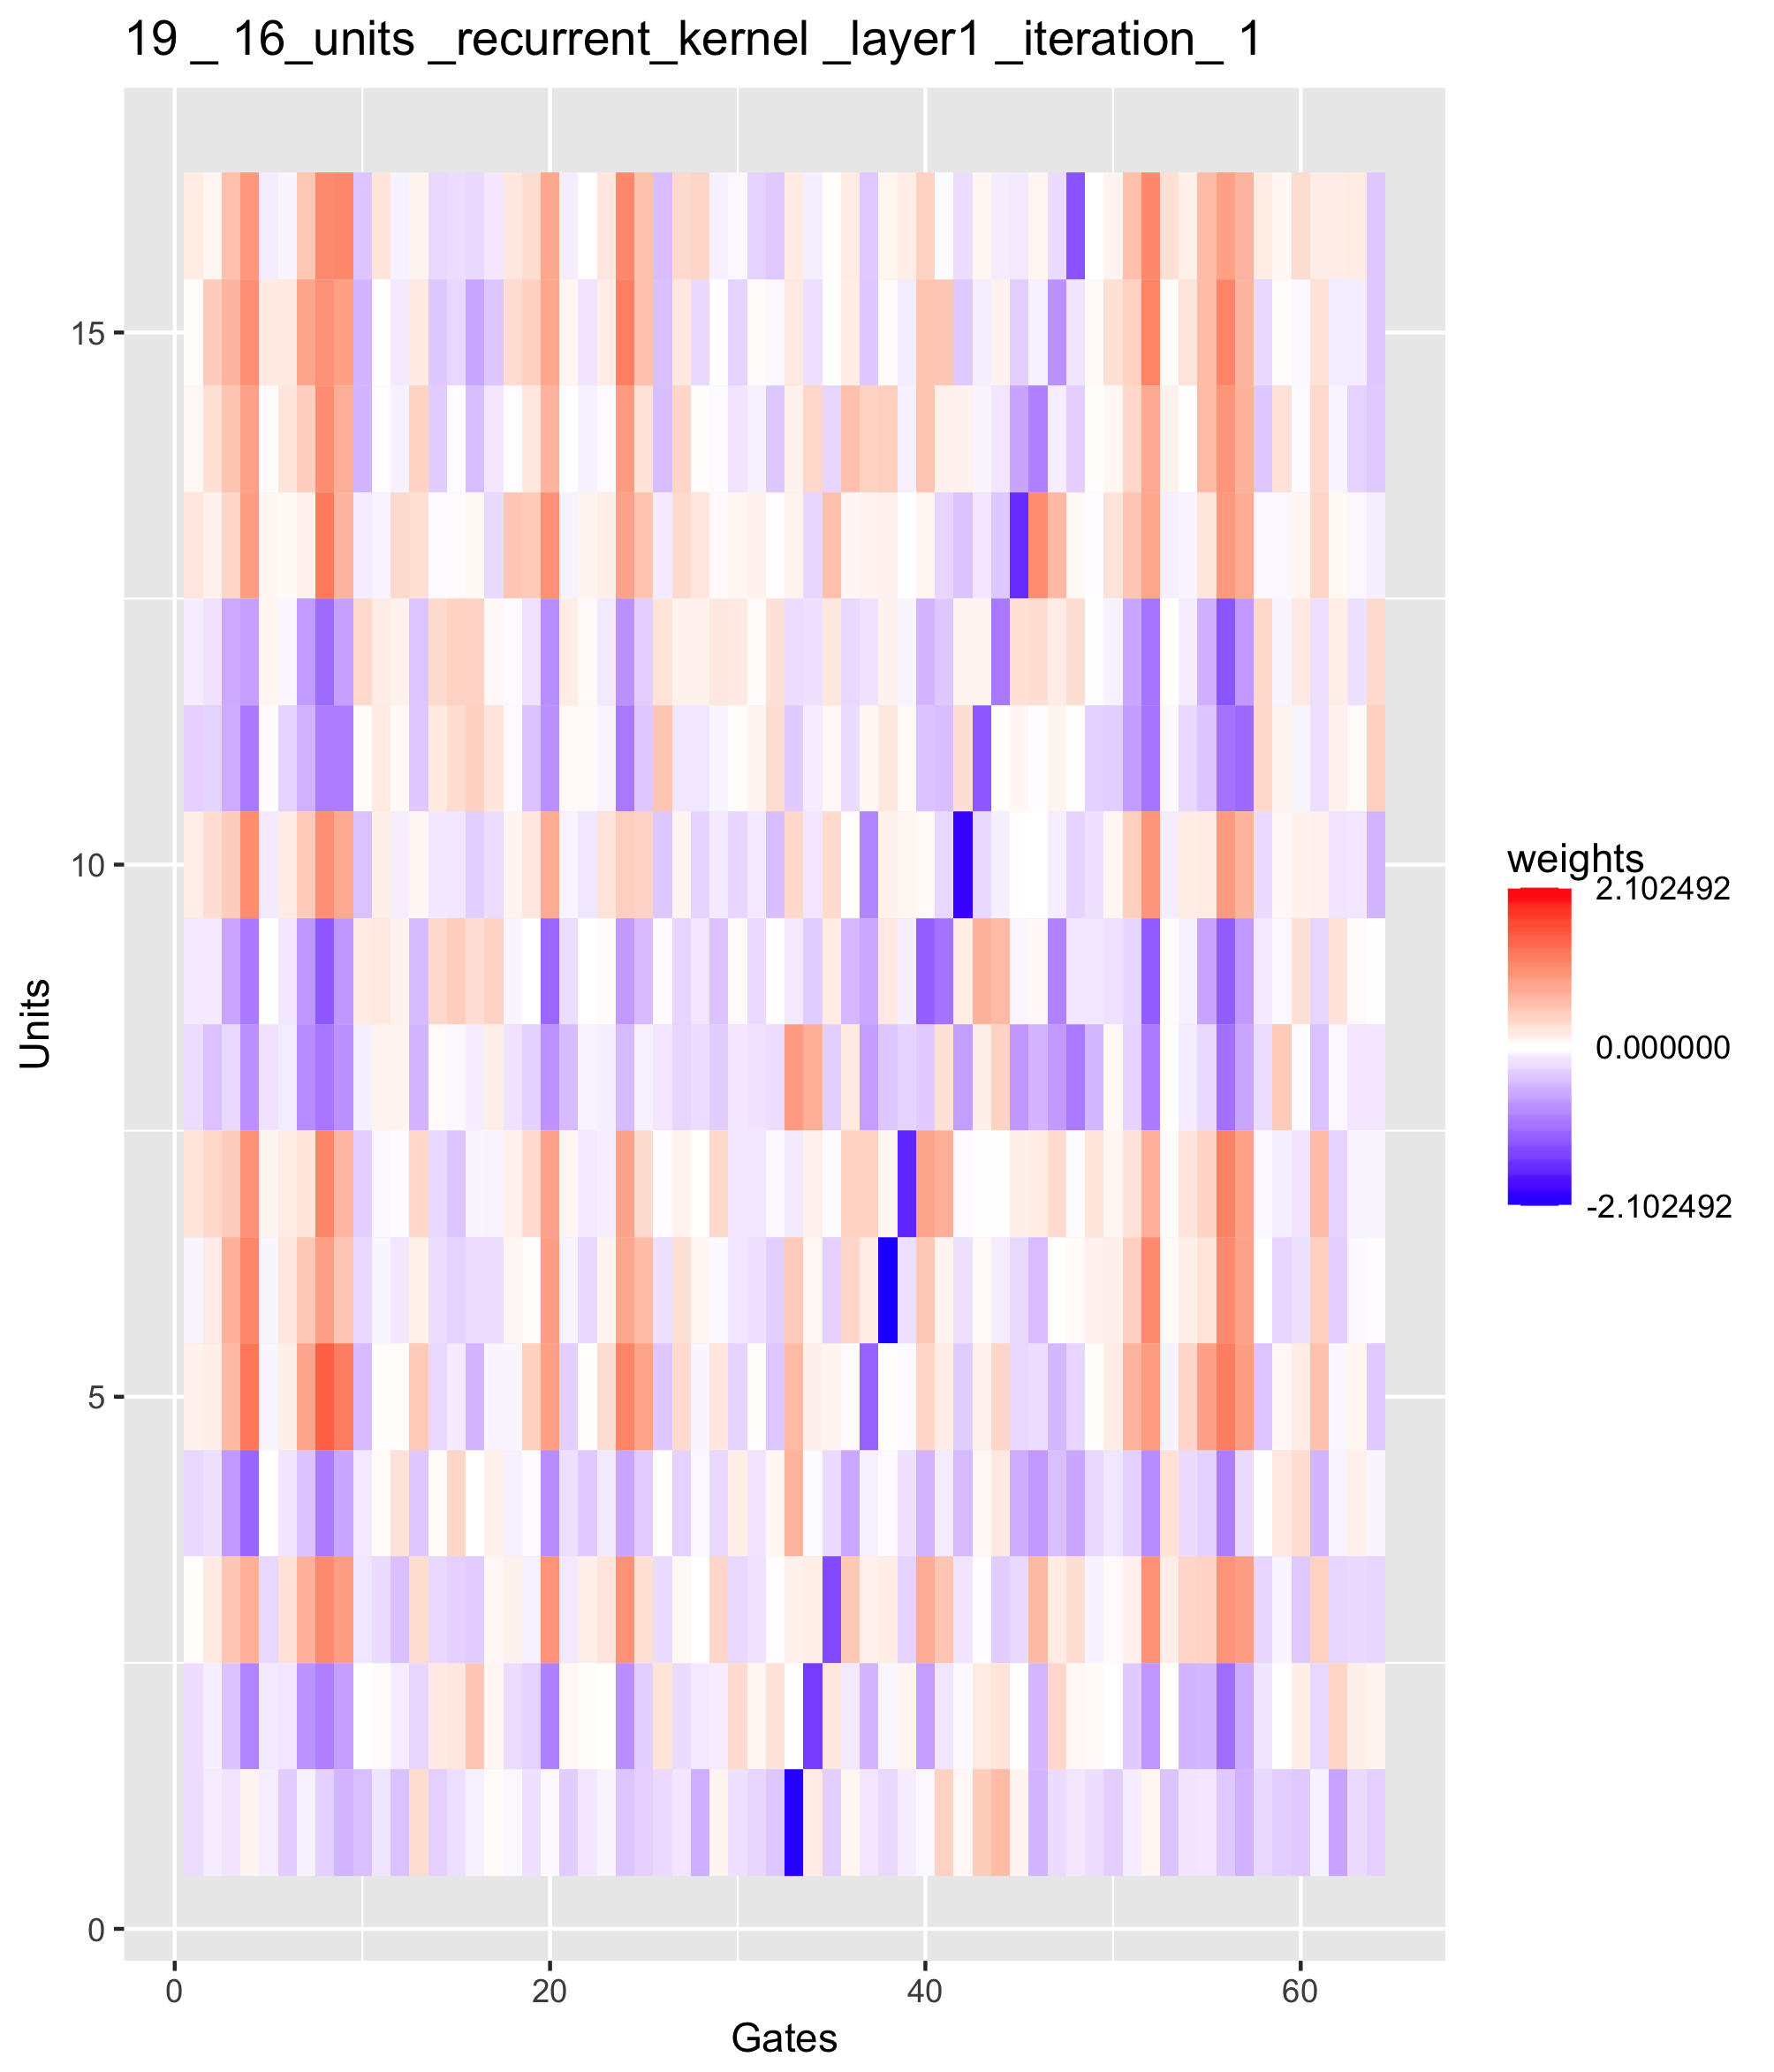 19 _ 16_units _recurrent_kernel _layer1 _iteration_ 1
15
10
5
0
Units
0 20 40 60
Gates
weights
2.102492
0.000000
-2.102492